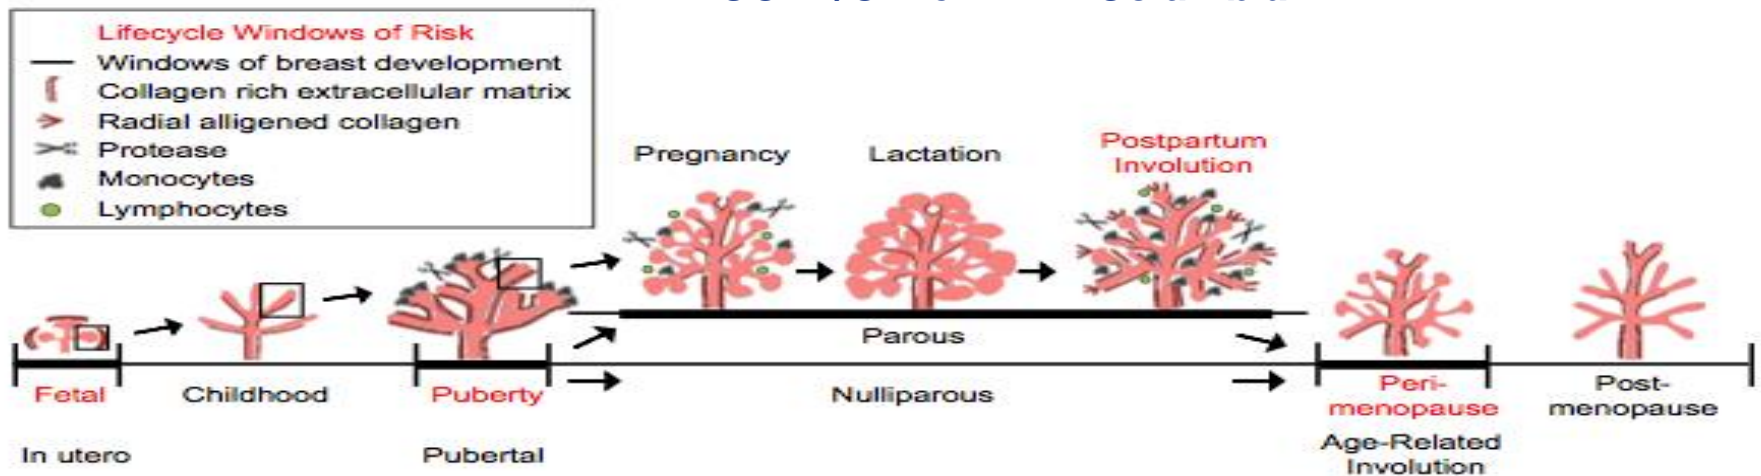 Lifecycle Windows of Risk
Windows of breast development
Collagen rich extracellular matrix
Radial alligened collagen
Protease
Monocytes
Lymphocytes
Pregnancy
Lactation
Postpartum
Involution
Parous
Fetal
Childhood
Puberty
Nulliparous
Peri-
menopause
Post-
menopause
In utero
Pubertal
Age-Related
Involution